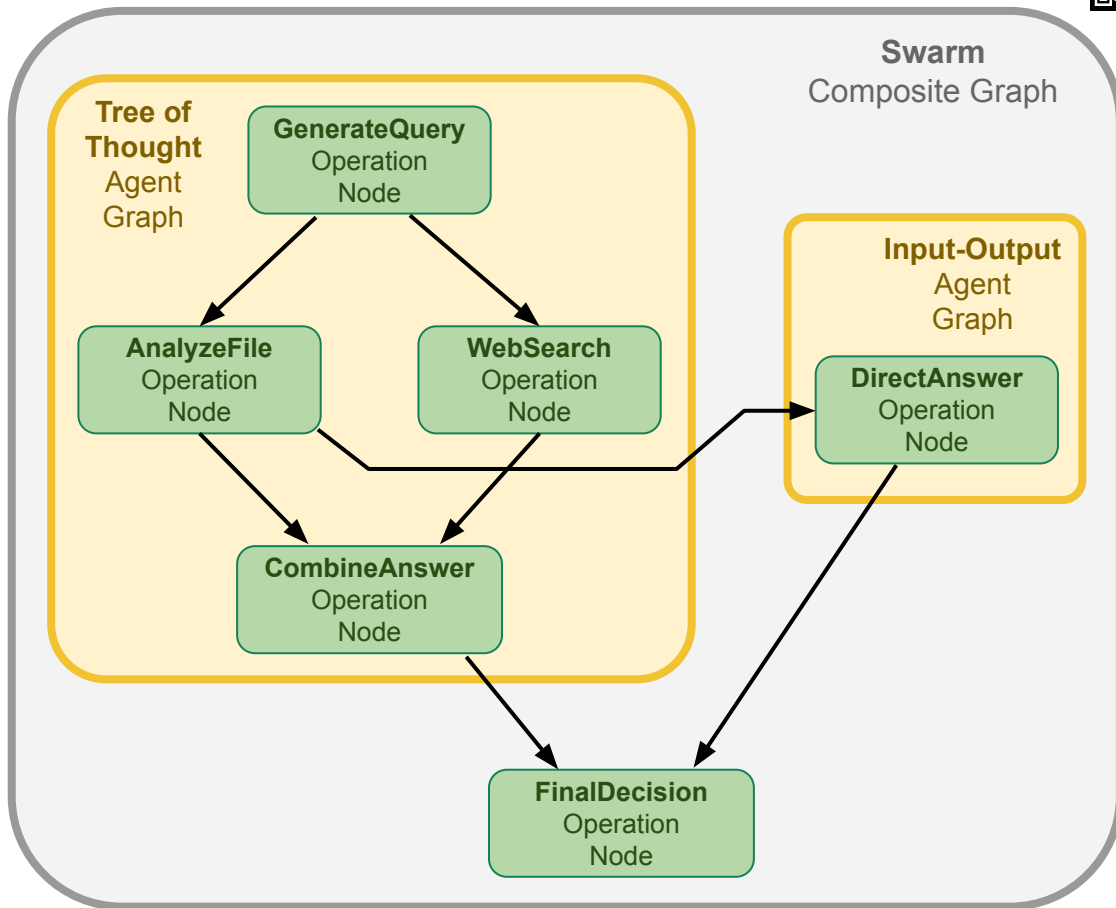 Swarm
Composite Graph
Tree of
Thought
Agent
Graph
GenerateQuery
Operation
Node
Input-Output
Agent
Graph
AnalyzeFile
Operation
Node
WebSearch
Operation
Node
DirectAnswer
Operation
Node
CombineAnswer
Operation
Node
FinalDecision
Operation
Node